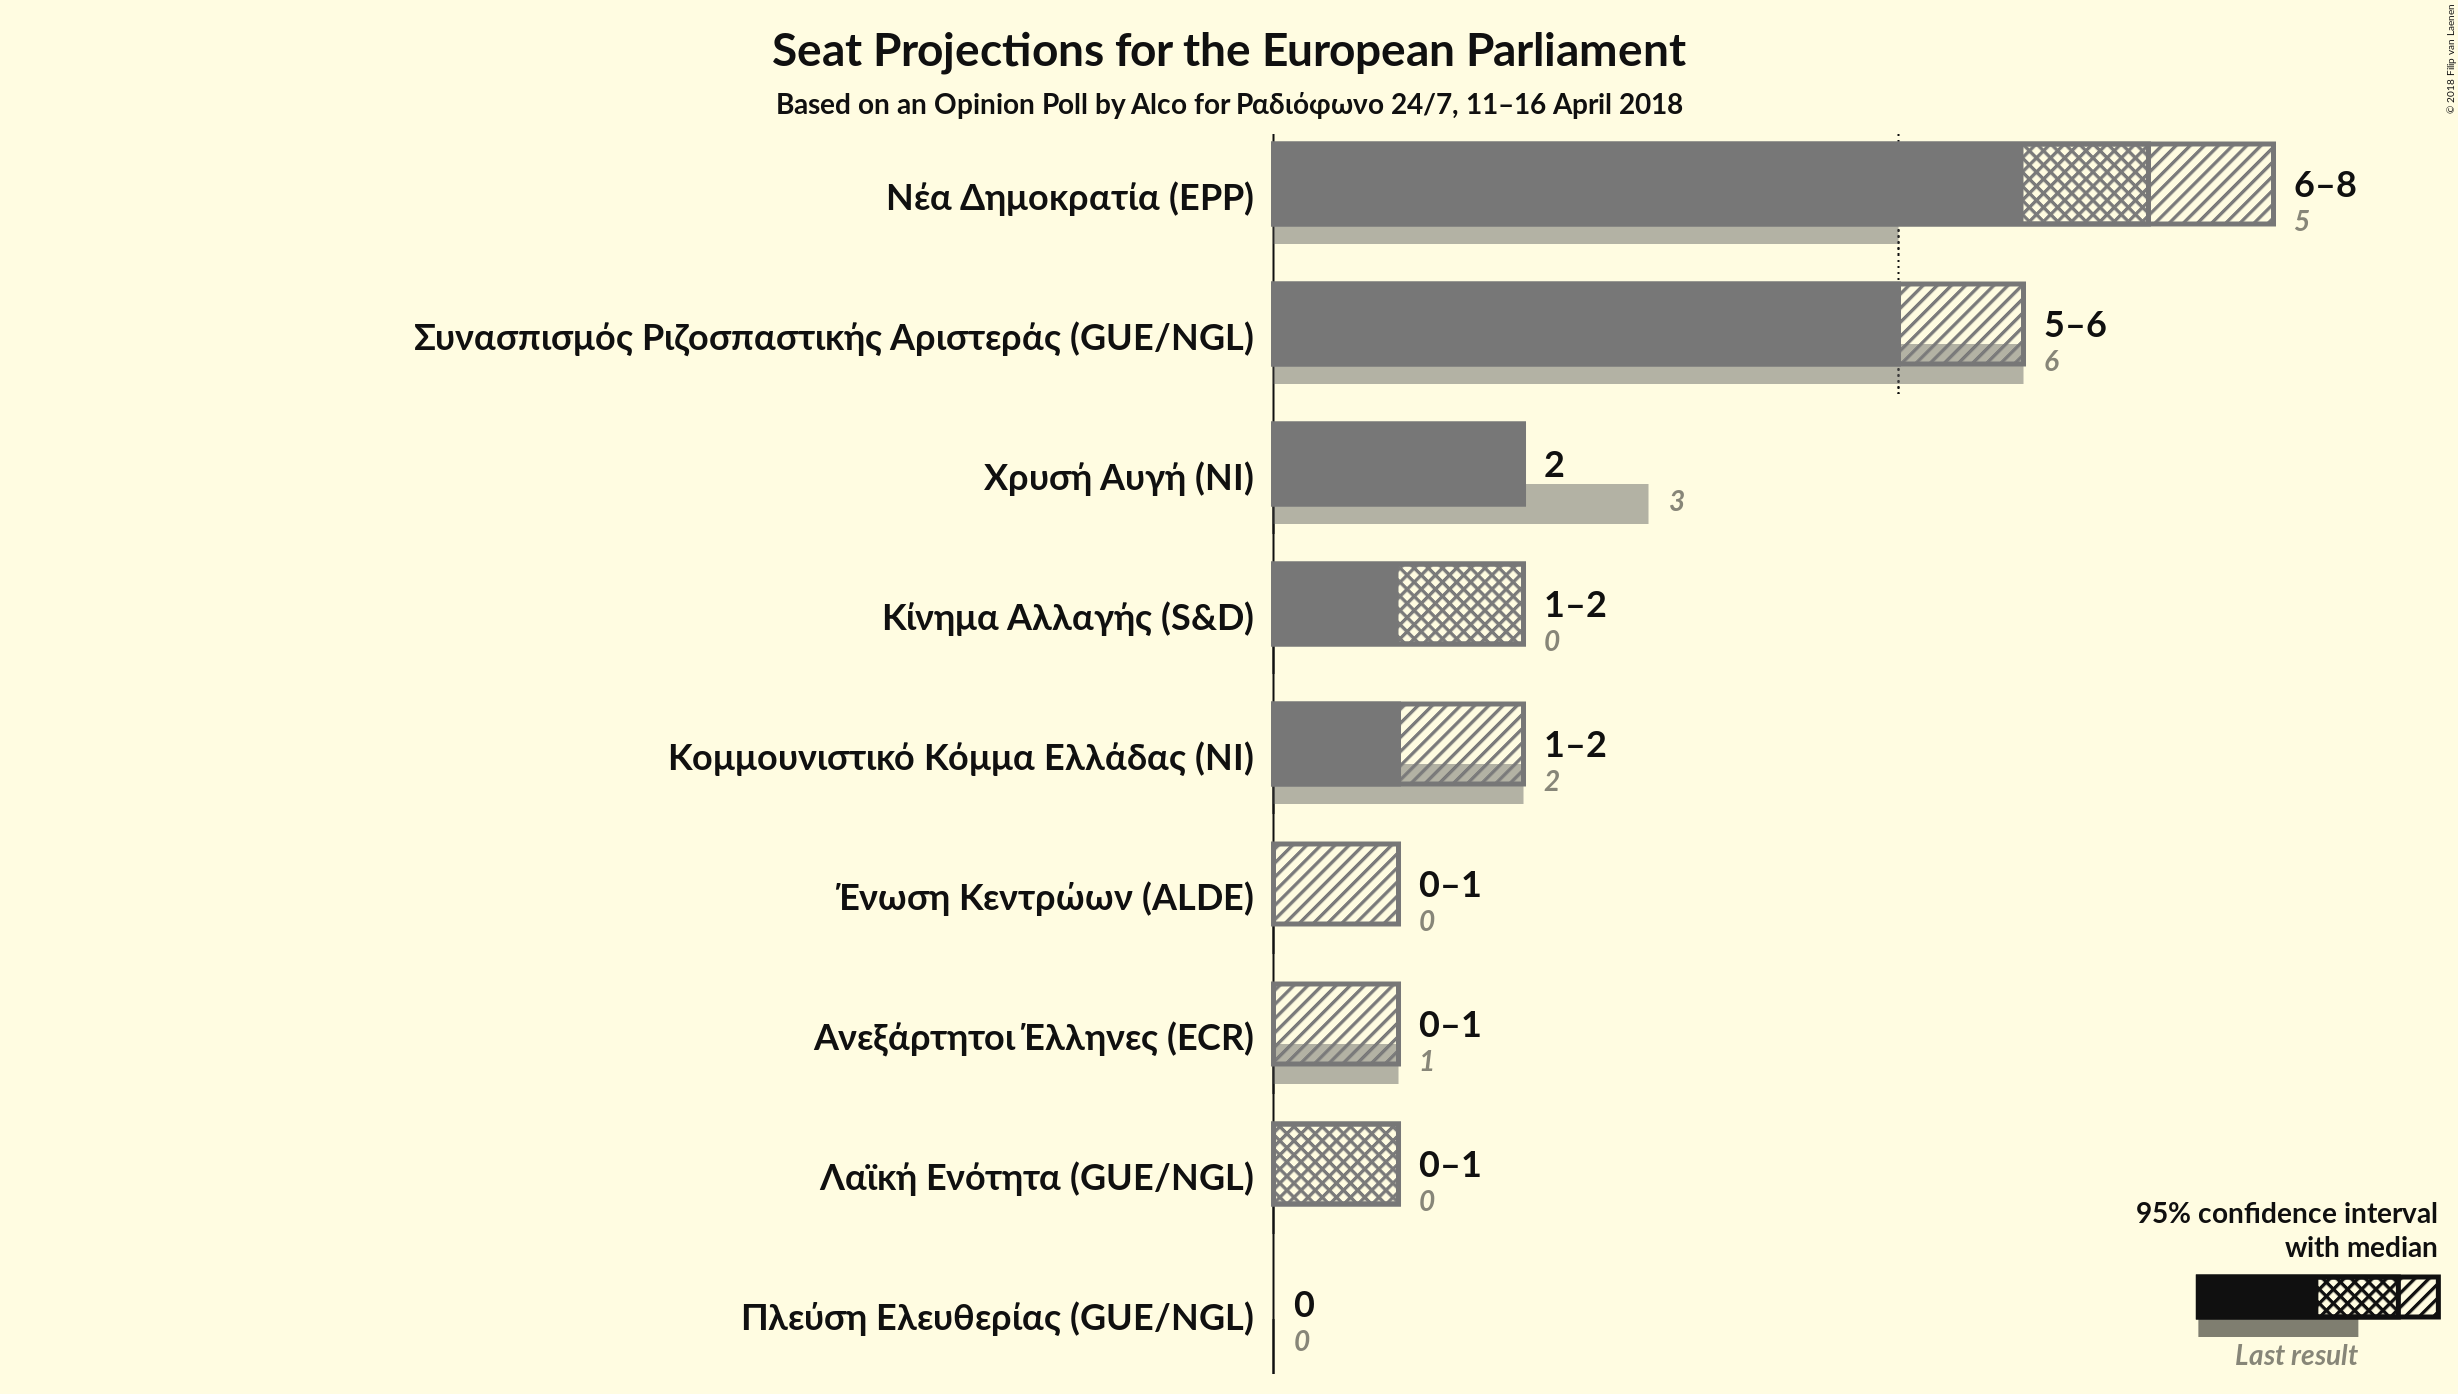 Seat Projections for the European Parliament
Based on an Opinion Poll by Alco for Ραδιόφωνο 24/7, 11–16 April 2018
© 2018 Filip van Laenen
Νέα Δημοκρατία (EPP)
6–8
5
Συνασπισμός Ριζοσπαστικής Αριστεράς (GUE/NGL)
5–6
6
Χρυσή Αυγή (NI)
2
3
Κίνημα Αλλαγής (S&D)
1–2
0
Κομμουνιστικό Κόμμα Ελλάδας (NI)
1–2
2
Ένωση Κεντρώων (ALDE)
0–1
0
Ανεξάρτητοι Έλληνες (ECR)
0–1
1
Λαϊκή Ενότητα (GUE/NGL)
0–1
0
Πλεύση Ελευθερίας (GUE/NGL)
0
0
95% confidence interval
with median
Last result